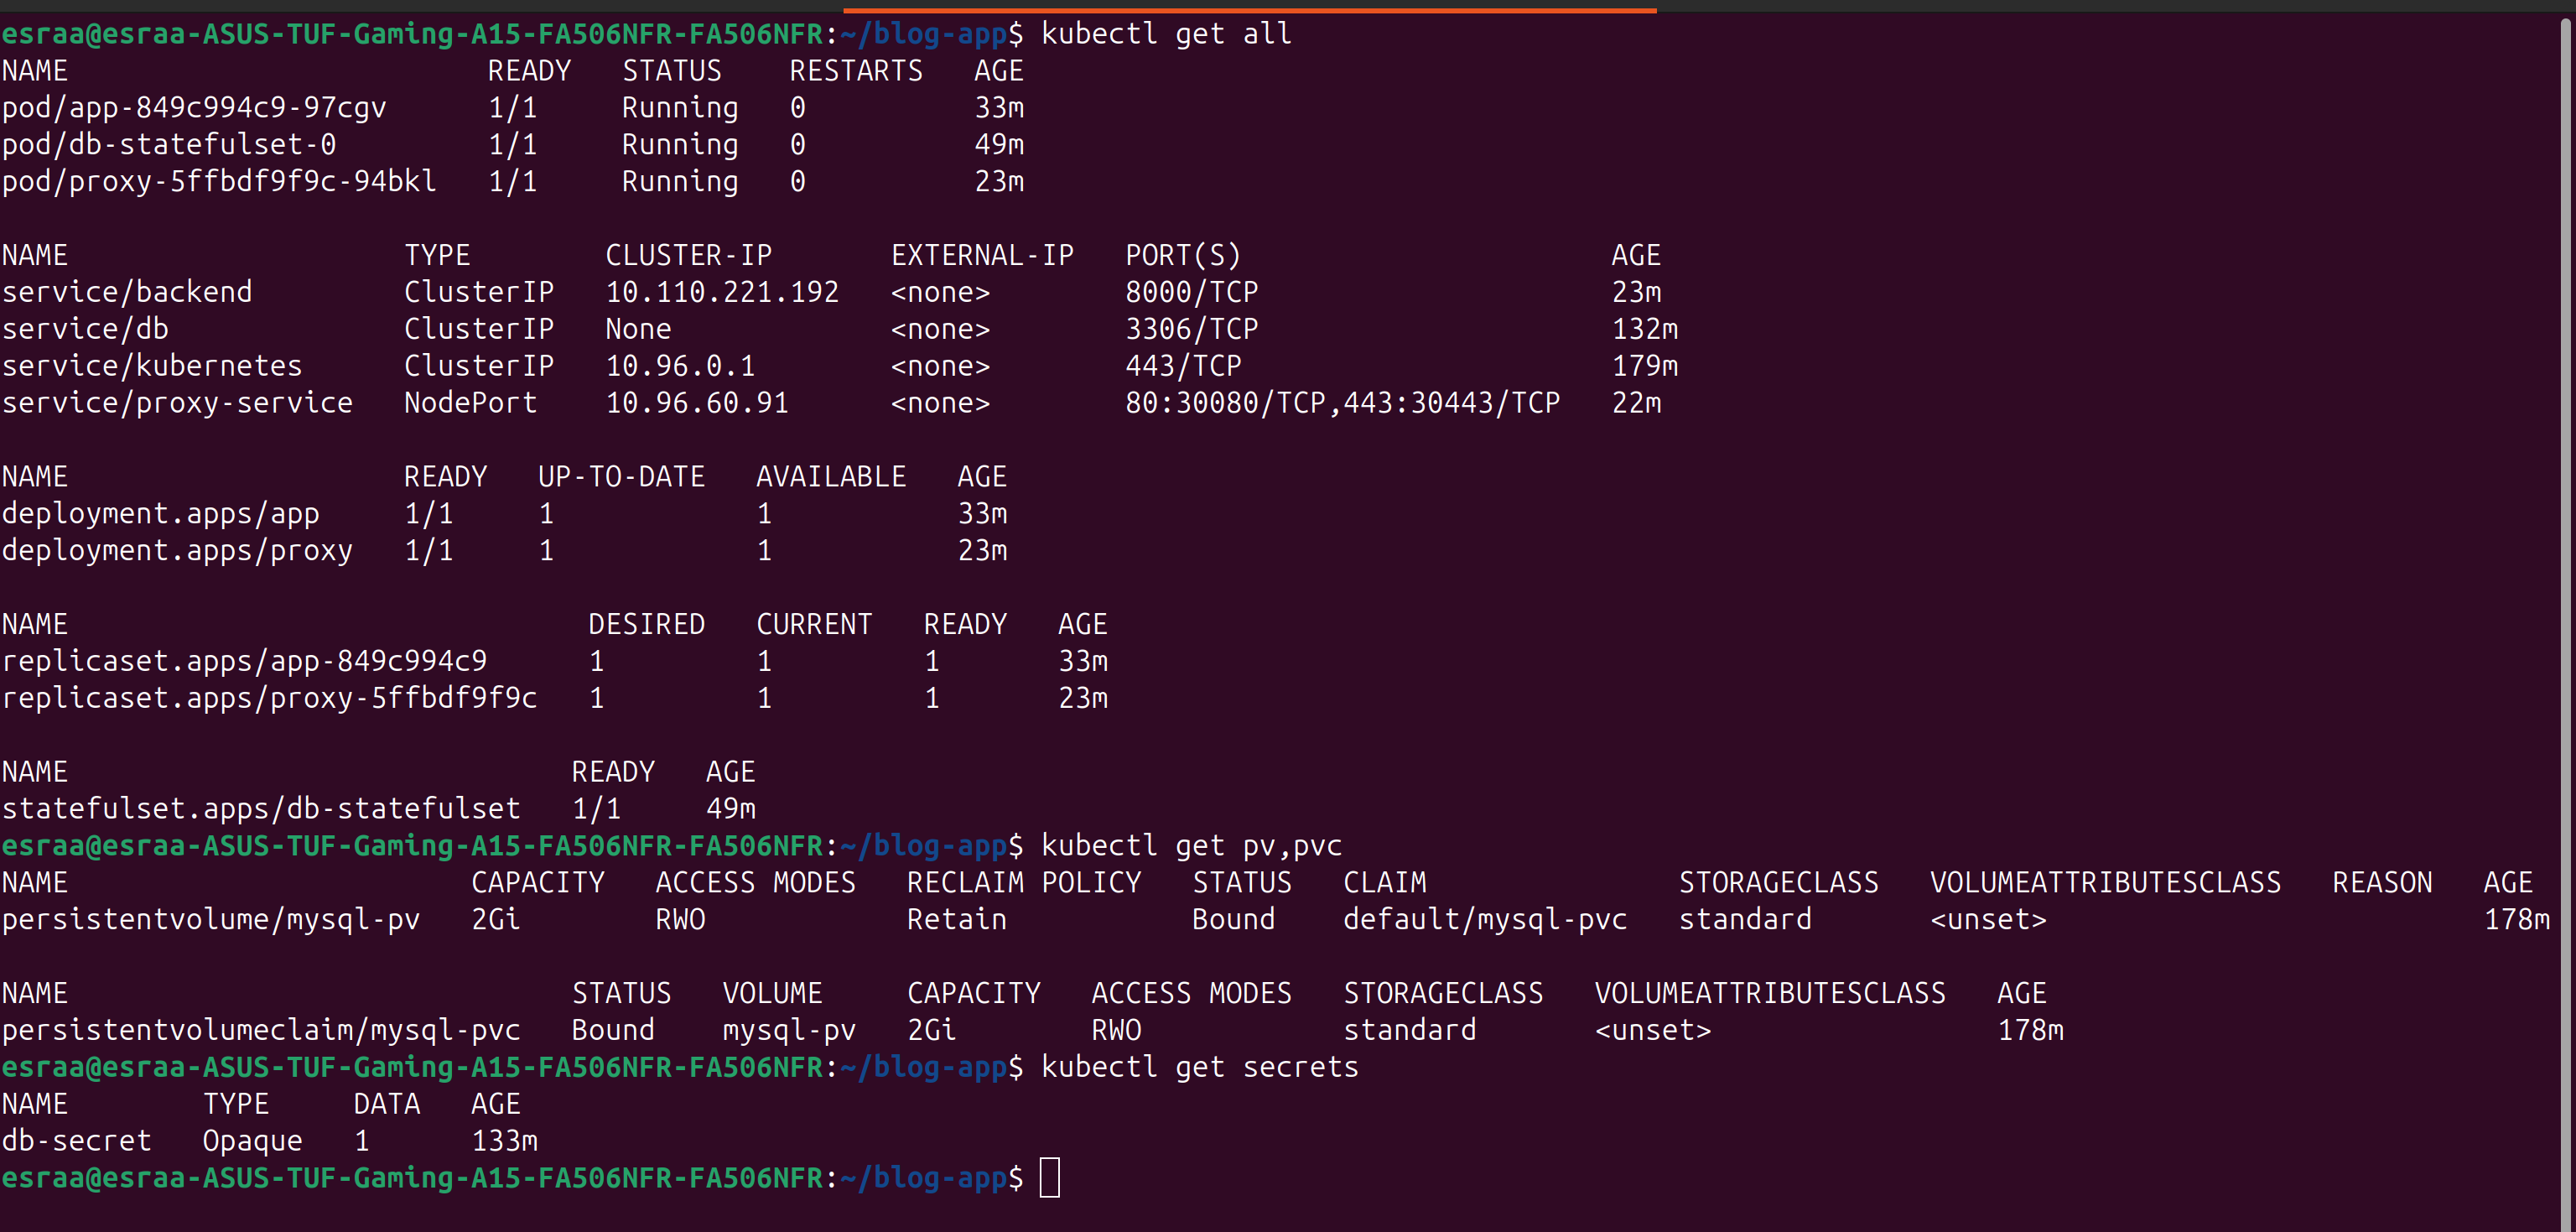 esraa@esraa-ASUS-TUF-Gaming-A15-FA506NFR-FA506NFR:~/blog-app$ kubectl get all
NAME                         READY   STATUS    RESTARTS   AGE
pod/app-849c994c9-97cgv      1/1     Running   0          33m
pod/db-statefulset-0         1/1     Running   0          49m
pod/proxy-5ffbdf9f9c-94bkl   1/1     Running   0          23m

NAME                    TYPE        CLUSTER-IP       EXTERNAL-IP   PORT(S)                      AGE
service/backend         ClusterIP   10.110.221.192   <none>        8000/TCP                     23m
service/db              ClusterIP   None             <none>        3306/TCP                     132m
service/kubernetes      ClusterIP   10.96.0.1        <none>        443/TCP                      179m
service/proxy-service   NodePort    10.96.60.91      <none>        80:30080/TCP,443:30443/TCP   22m

NAME                    READY   UP-TO-DATE   AVAILABLE   AGE
deployment.apps/app     1/1     1            1           33m
deployment.apps/proxy   1/1     1            1           23m

NAME                               DESIRED   CURRENT   READY   AGE
replicaset.apps/app-849c994c9      1         1         1       33m
replicaset.apps/proxy-5ffbdf9f9c   1         1         1       23m

NAME                              READY   AGE
statefulset.apps/db-statefulset   1/1     49m
esraa@esraa-ASUS-TUF-Gaming-A15-FA506NFR-FA506NFR:~/blog-app$ kubectl get pv,pvc
NAME                        CAPACITY   ACCESS MODES   RECLAIM POLICY   STATUS   CLAIM               STORAGECLASS   VOLUMEATTRIBUTESCLASS   REASON   AGE
persistentvolume/mysql-pv   2Gi        RWO            Retain           Bound    default/mysql-pvc   standard       <unset>                          178m

NAME                              STATUS   VOLUME     CAPACITY   ACCESS MODES   STORAGECLASS   VOLUMEATTRIBUTESCLASS   AGE
persistentvolumeclaim/mysql-pvc   Bound    mysql-pv   2Gi        RWO            standard       <unset>                 178m
esraa@esraa-ASUS-TUF-Gaming-A15-FA506NFR-FA506NFR:~/blog-app$ kubectl get secrets
NAME        TYPE     DATA   AGE
db-secret   Opaque   1      133m
esraa@esraa-ASUS-TUF-Gaming-A15-FA506NFR-FA506NFR:~/blog-app$